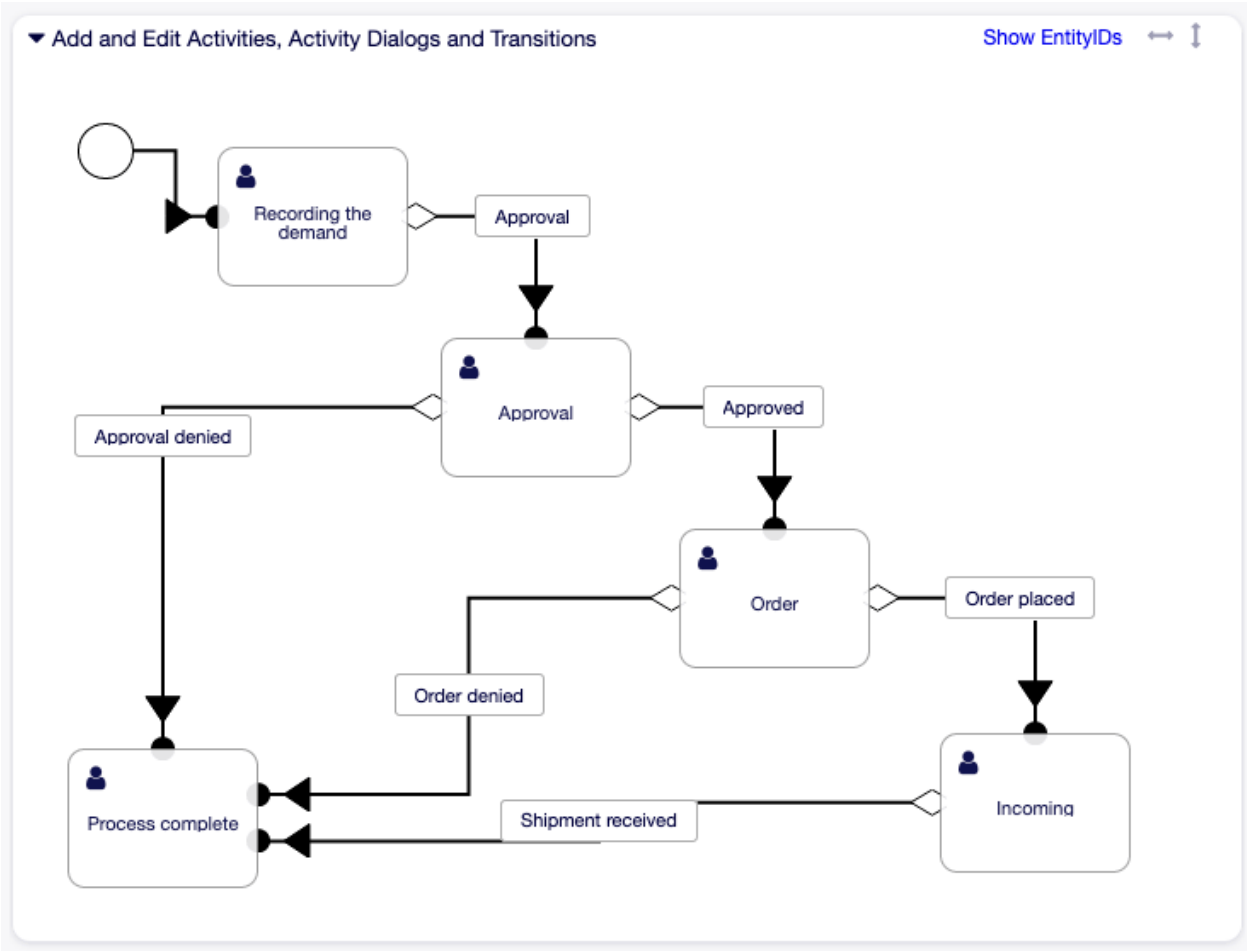 Add and Edit Activities, Activity Dialogs and Transitions
Show EntityIDs
Recording the
demand
Approval
Approval
Approved
Approval denied
Order
Order placed
Order denied
Incoming
Shipment received
Process complete